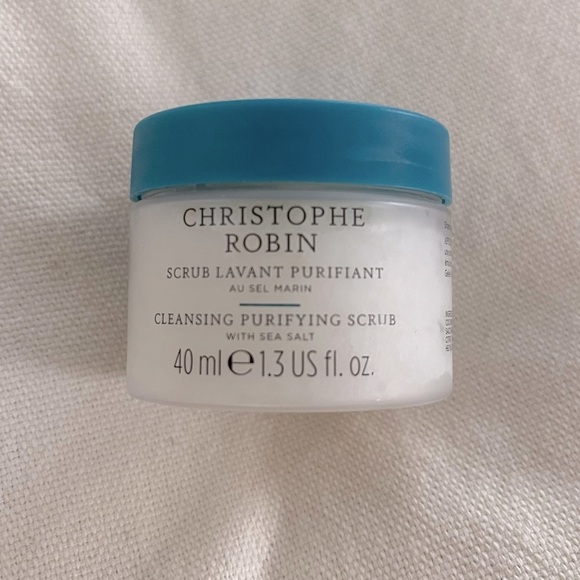 CHRISTOPHE
ROBIN
SCRUB LAVANT PURIFIANT
AU SEL MARIN
CLEANSING PURIFYING SCRUB
WITH SEA SALT
40 ml ℮ 1.3 US fl. oz.